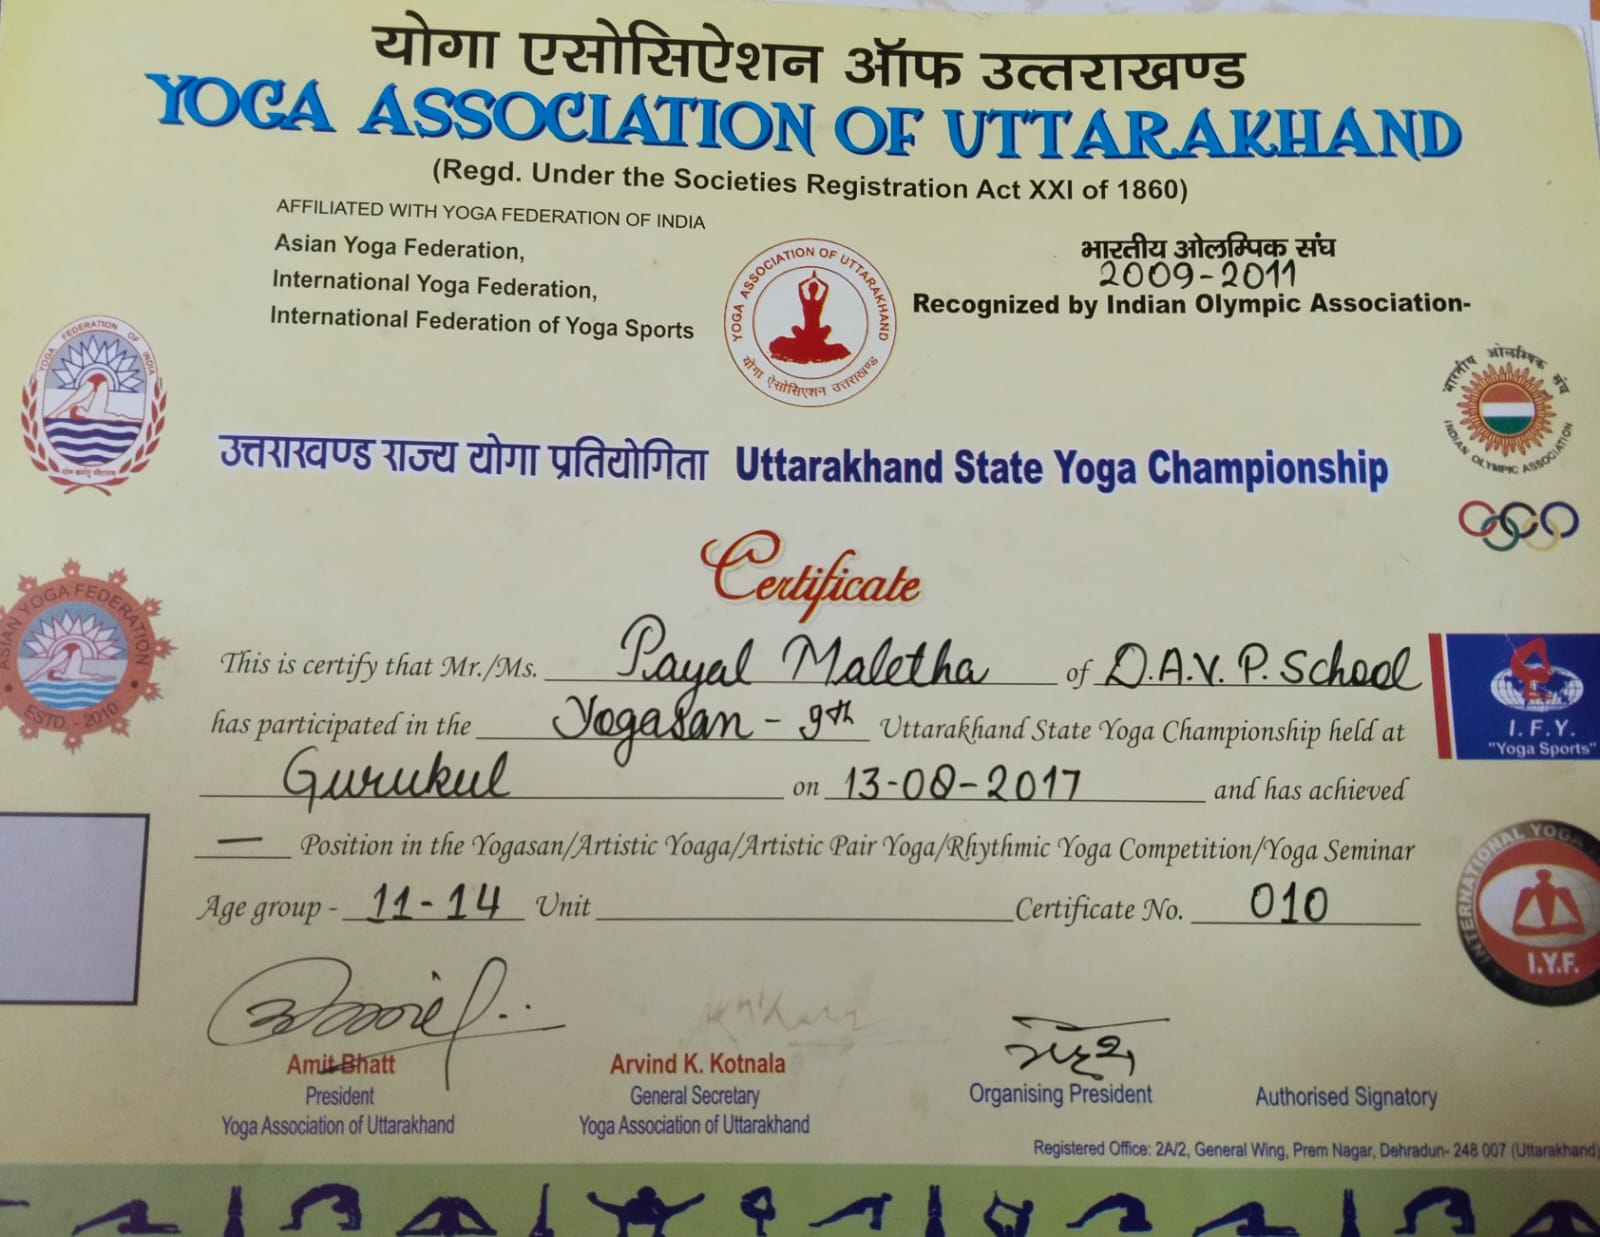 योगा एसोसिऐशन ऑफ उत्तराखण्ड
YOGA ASSOCIATION OF UTTARAKHAND
(Regd. Under the Societies Registration Act XXI of 1860)
AFFILIATED WITH YOGA FEDERATION OF INDIA
Asian Yoga Federation,
International Yoga Federation,
International Federation of Yoga Sports
YOGA ASSOCIATION OF UTTARAKHAND
योगा ऐसोसिएशन उत्तराखण्ड
भारतीय ओलम्पिक संघ
2009-2011
Recognized by Indian Olympic Association-
YOGA FEDERATION OF INDIA
भारतीय ओलम्पिक संघ
INDIAN OLYMPIC ASSOCIATION
उत्तराखण्ड राज्य योगा प्रतियोगिता Uttarakhand State Yoga Championship
Certificate
ASIAN YOGA FEDERATION
ESTD. - 2010
This is certify that Mr./Ms. Payal Maletha of D.A.V. P. School
has participated in the Yogasan - 9th Uttarakhand State Yoga Championship held at
Gurukul on 13-08-2017 and has achieved
— Position in the Yogasan/Artistic Yoaga/Artistic Pair Yoga/Rhythmic Yoga Competition/Yoga Seminar
Age group - 11-14 Unit Certificate No. 010
I.F.Y.
"Yoga Sports"
INTERNATIONAL YOGA
I.Y.F.
MEMBER
Amit Bhatt
President
Yoga Association of Uttarakhand
Arvind K. Kotnala
General Secretary
Yoga Association of Uttarakhand
Organising President
Authorised Signatory
Registered Office: 2A/2, General Wing, Prem Nagar, Dehradun- 248 007 (Uttarakhand)